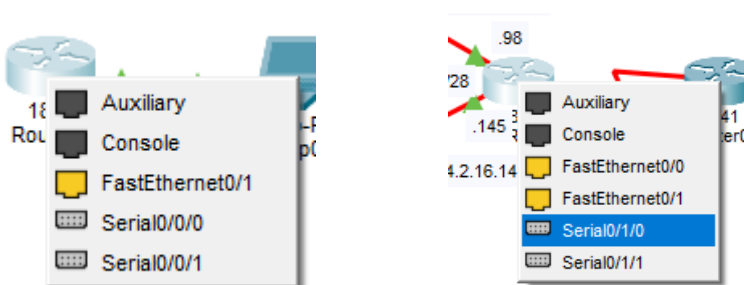 18
Rou
Auxiliary
Console
FastEthernet0/1
Serial0/0/0
Serial0/0/1
.98
/28
.145
4.2.16.14
41
Auxiliary
Console
FastEthernet0/0
FastEthernet0/1
Serial0/1/0
Serial0/1/1